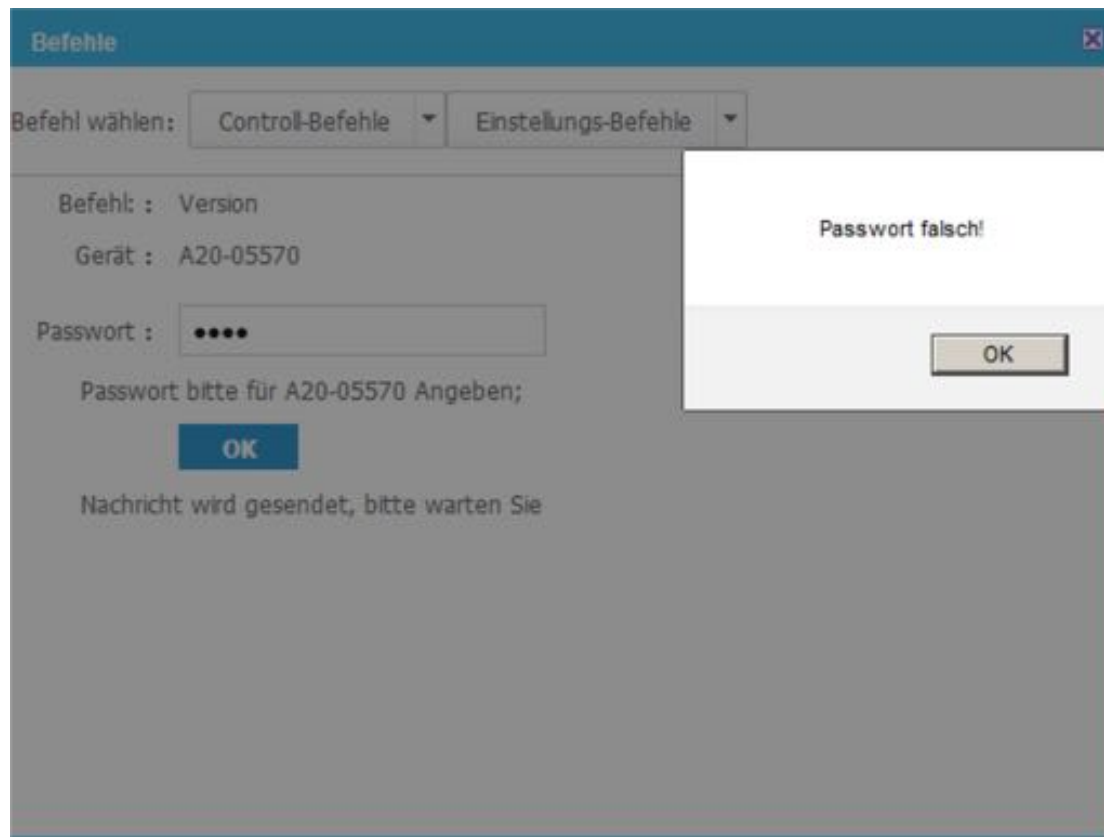 Befehle
Befehl wählen: Controll-Befehle Einstellungs-Befehle
Befehl: : Version
Gerät : A20-05570
Passwort : ••••
Passwort bitte für A20-05570 Angeben;
OK
Nachricht wird gesendet, bitte warten Sie
Passwort falsch!
OK